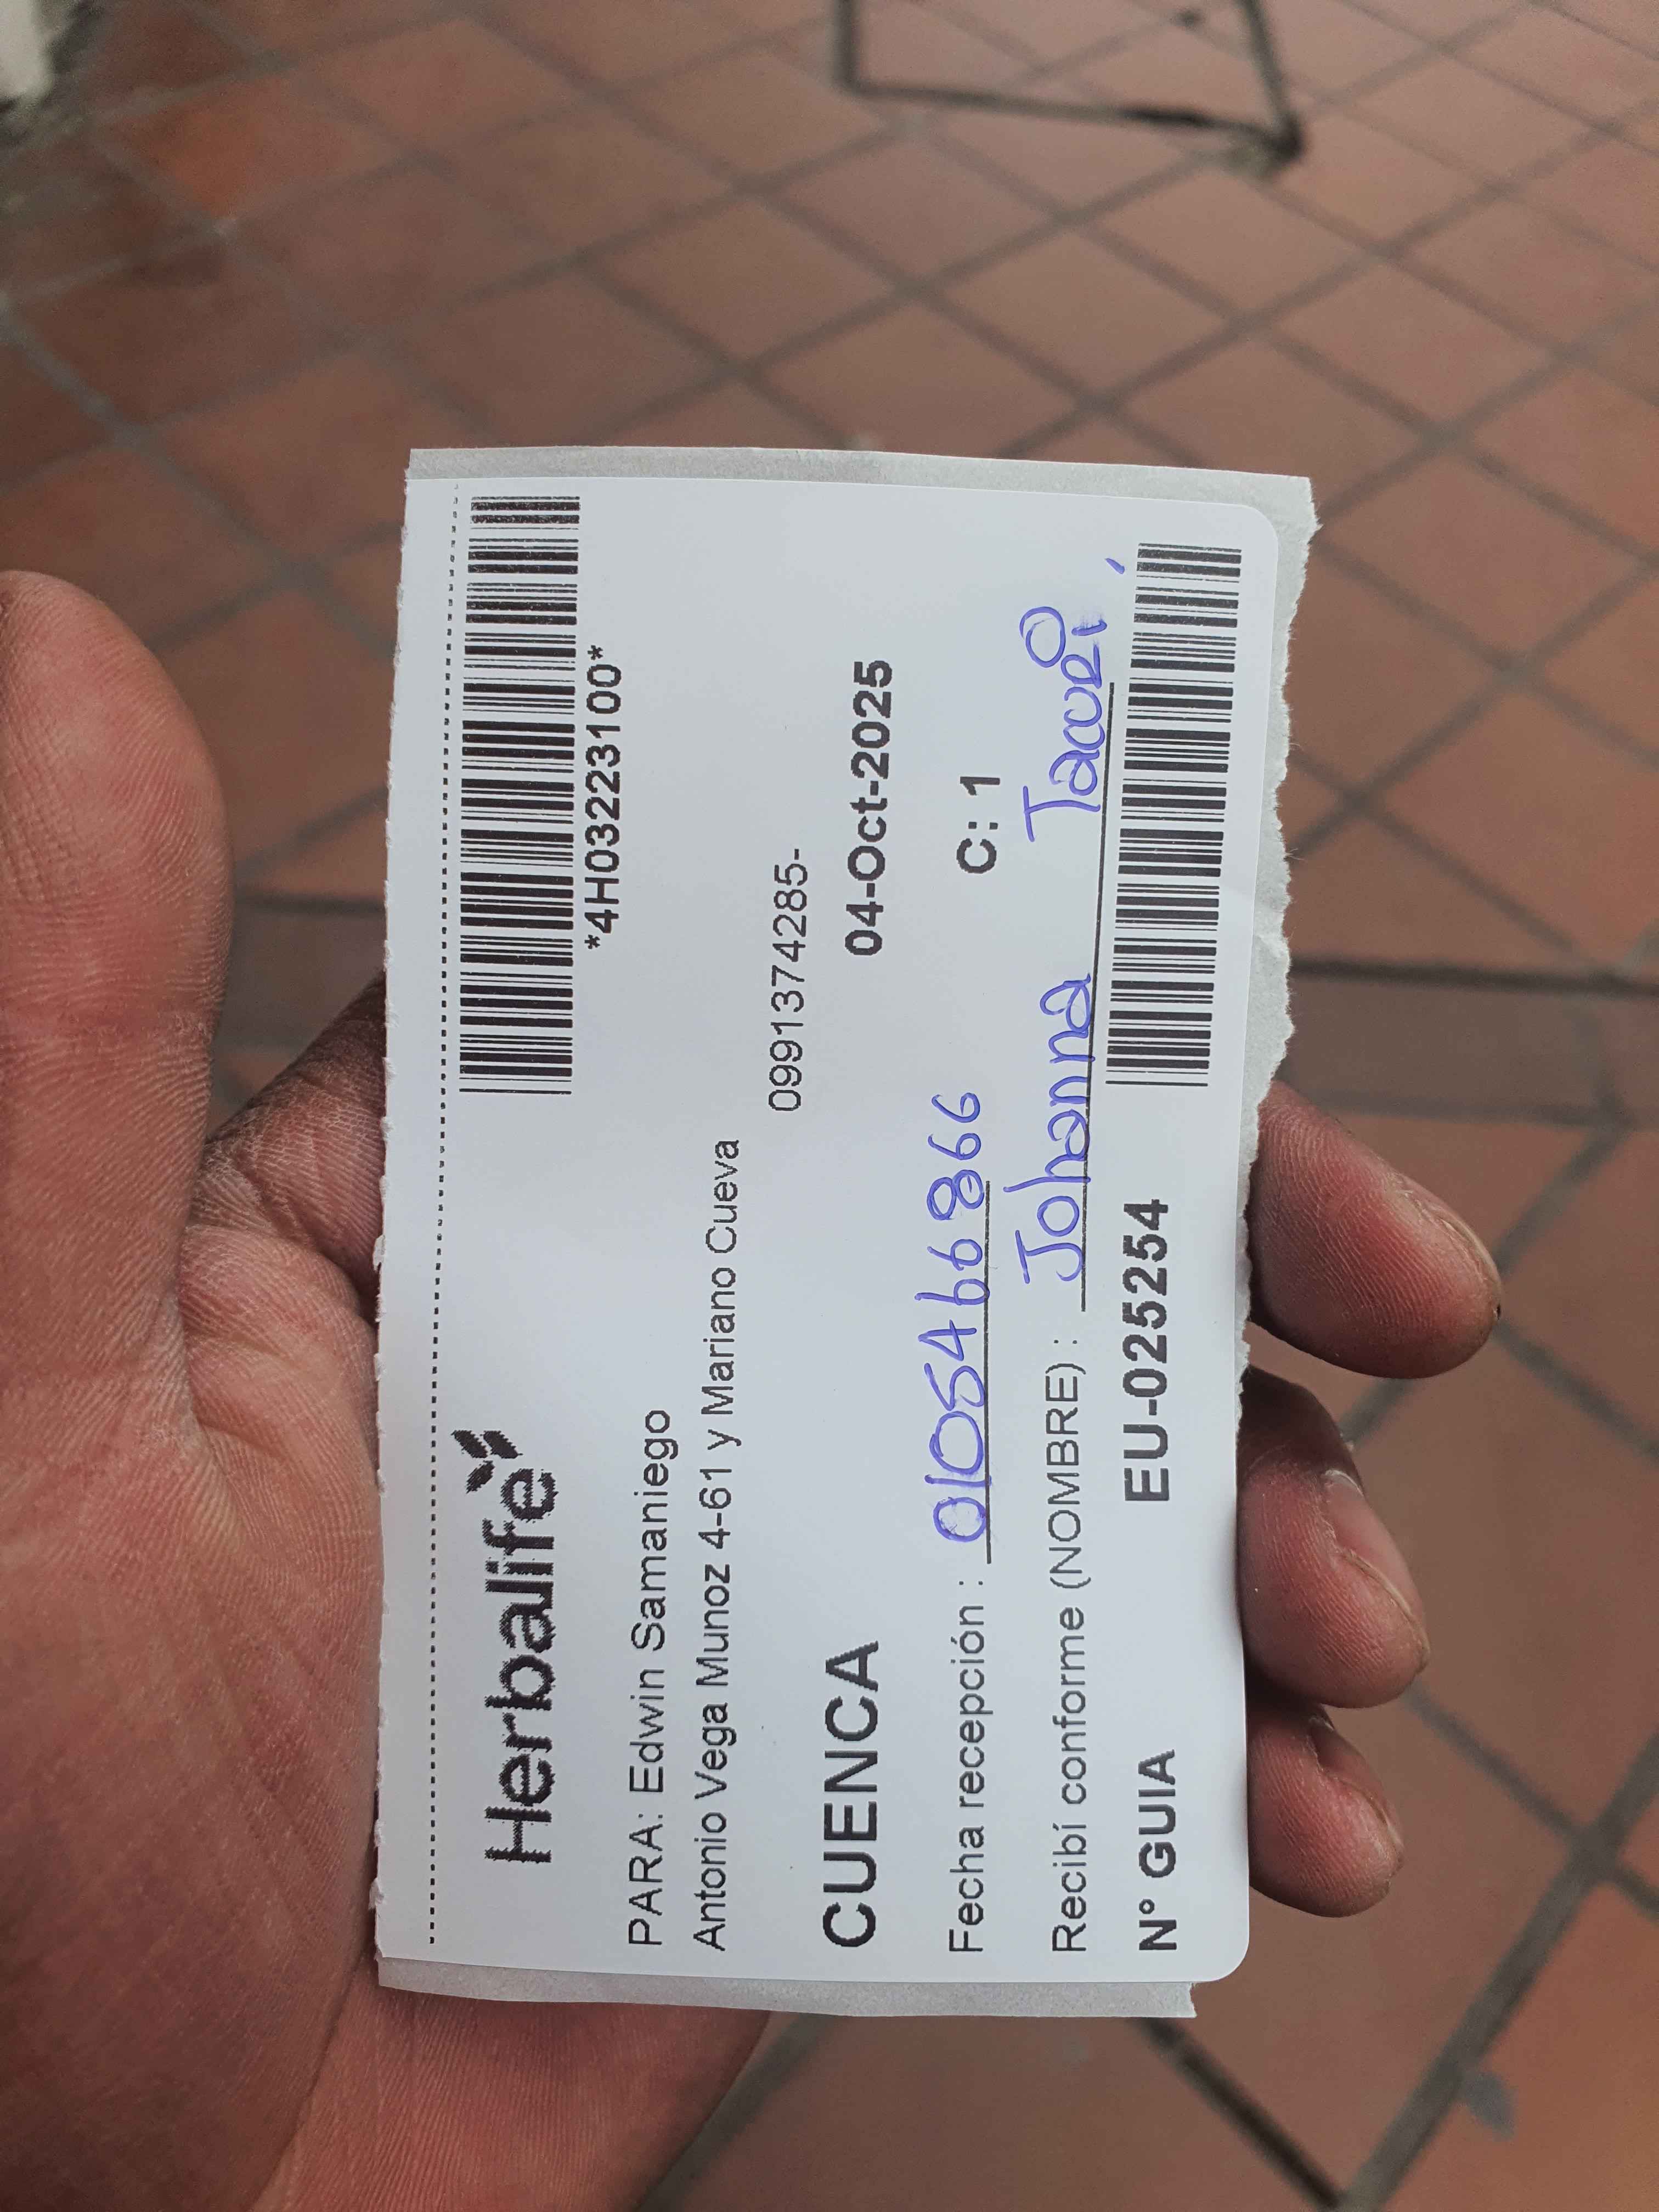 Herbalife
*4H03223100*
PARA: Edwin Samaniego
Antonio Vega Munoz 4-61 y Mariano Cueva
0991374285-
CUENCA 04-Oct-2025
Fecha recepción : 0105466866 C: 1
Recibí conforme (NOMBRE) : Johanna
N° GUIA EU-025254